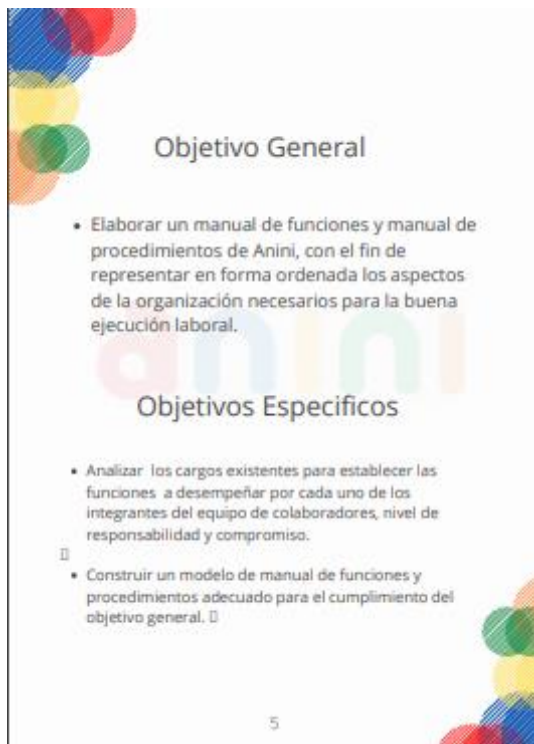 Objetivo General
• Elaborar un manual de funciones y manual de
procedimientos de Anini, con el fin de
representar en forma ordenada los aspectos
de la organización necesarios para la buena
ejecución laboral.
anini
Objetivos Especificos
• Analizar los cargos existentes para establecer las
funciones a desempeñar por cada uno de los
integrantes del equipo de colaboradores, nivel de
responsabilidad y compromiso.
▯
• Construir un modelo de manual de funciones y
procedimientos adecuado para el cumplimiento del
objetivo general. ▯
5